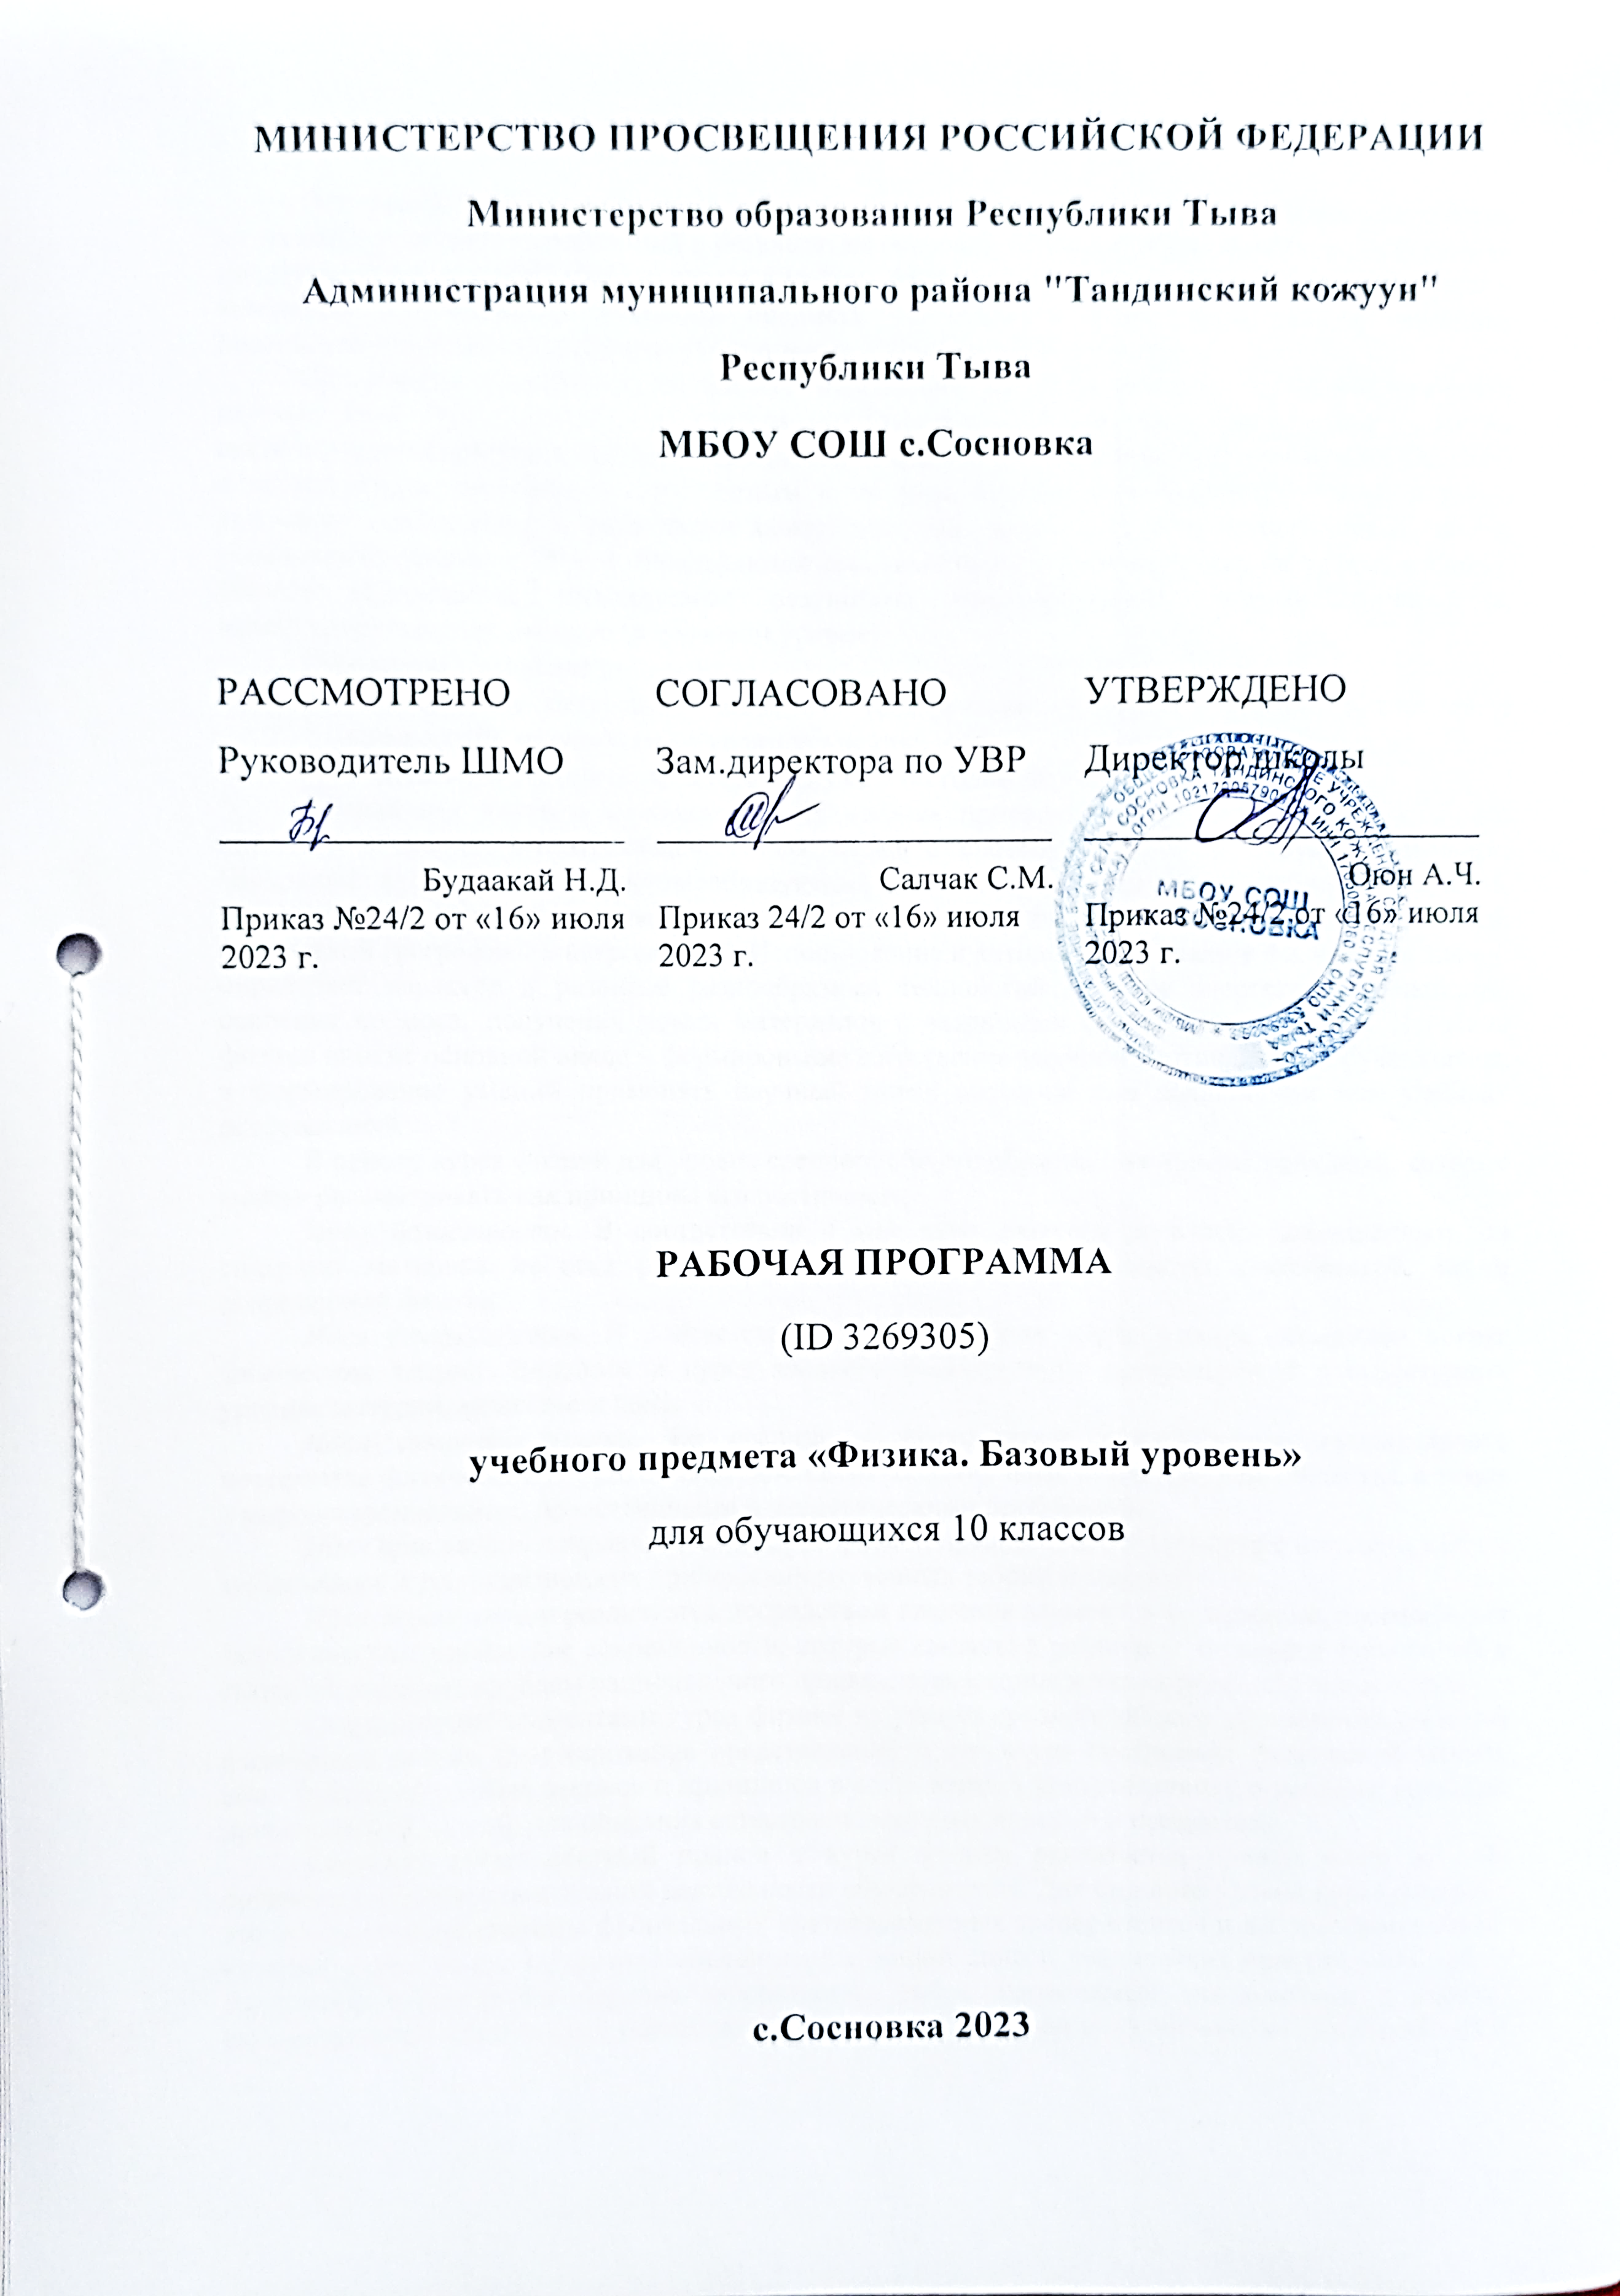 МИНИСТЕРСТВО ПРОСВЕЩЕНИЯ РОССИЙСКОЙ ФЕДЕРАЦИИ
Министерство образования Республики Тыва
Администрация муниципального района "Тандинский кожуун"
Республики Тыва
МБОУ СОШ с.Сосновка
РАССМОТРЕНО
Руководитель ШМО
Будаакай Н.Д.
Приказ №24/2 от «16» июля
2023 г.
СОГЛАСОВАНО
Зам.директора по УВР
Салчак С.М.
Приказ 24/2 от «16» июля
2023 г.
УТВЕРЖДЕНО
Директор школы
Оюн А.Ч.
Приказ №24/2 от «16» июля
2023 г.
МБОУ СОШ
с. СОСНОВКА
РАБОЧАЯ ПРОГРАММА
(ID 3269305)
учебного предмета «Физика. Базовый уровень»
для обучающихся 10 классов
с.Сосновка 2023